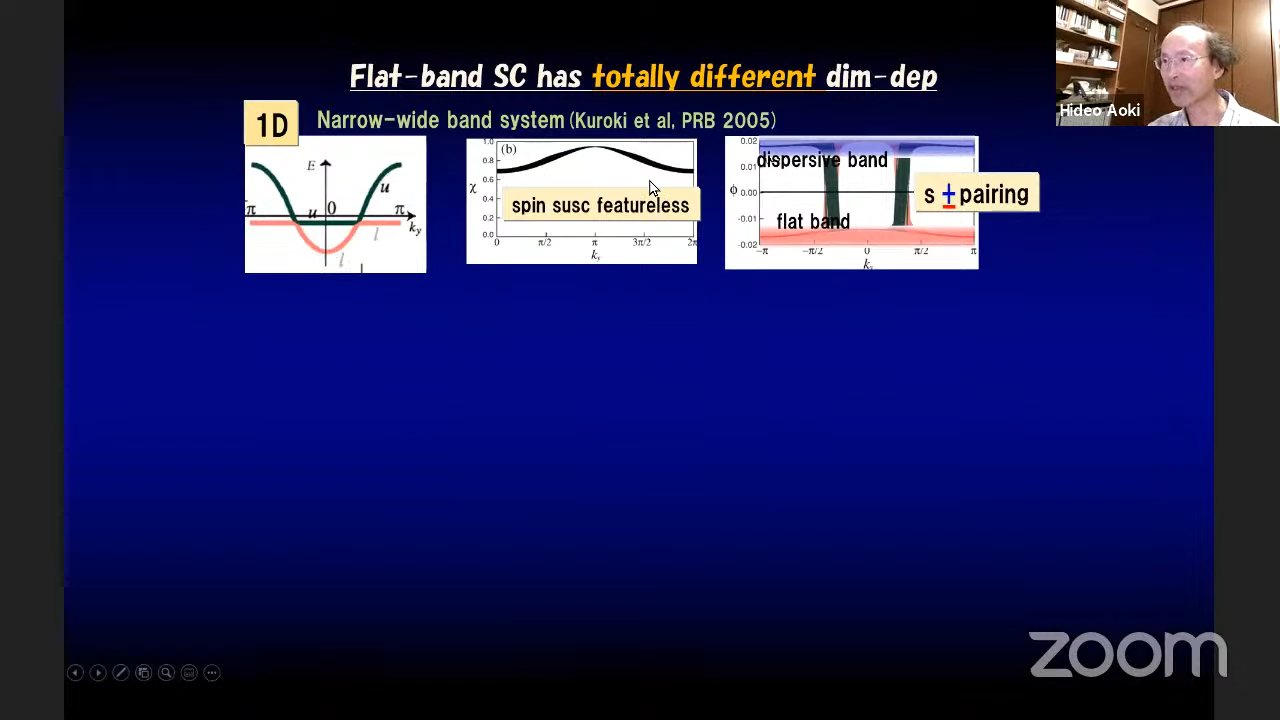 Flat-band SC has totally different dim-dep
Hideo Aoki
1D
Narrow-wide band system (Kuroki et al, PRB 2005)
E
u
u
π
0
π
ky
l
l
(b)
χ
1.0
0.8
0.6
0.4
0.2
0.0
spin susc featureless
0
π/2
π
3π/2
2π
0.02
ϕ
0.00
-0.01
-0.02
dispersive band
flat band
s ± pairing
−π
−π/2
0
π/2
π
zoom